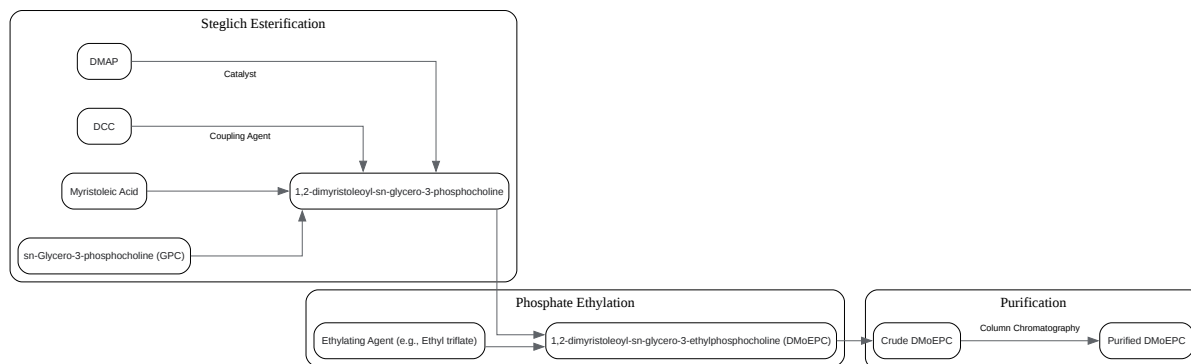 Steglich Esterification
DMAP
Catalyst
DCC
Coupling Agent
Myristoleic Acid
1,2-dimyristoleoyl-sn-glycero-3-phosphocholine
sn-Glycero-3-phosphocholine (GPC)
Phosphate Ethylation
Ethylating Agent (e.g., Ethyl triflate)
1,2-dimyristoleoyl-sn-glycero-3-ethylphosphocholine (DMoEPC)
Purification
Crude DMoEPC
Column Chromatography
Purified DMoEPC